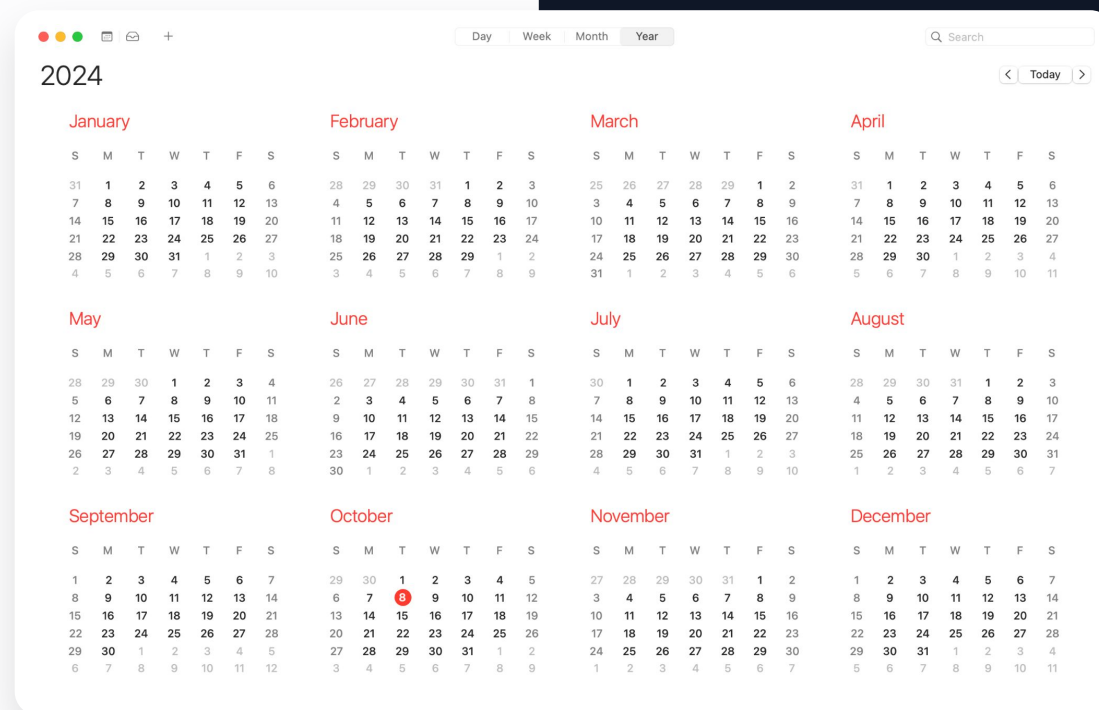 Day Week Month Year Search
2024 Today
January February March April
S M T W T F S S M T W T F S S M T W T F S S M T W T F S
31 1 2 3 4 5 6 28 29 30 31 1 2 3 25 26 27 28 29 1 2 31 1 2 3 4 5 6
7 8 9 10 11 12 13 4 5 6 7 8 9 10 3 4 5 6 7 8 9 7 8 9 10 11 12 13
14 15 16 17 18 19 20 11 12 13 14 15 16 17 10 11 12 13 14 15 16 14 15 16 17 18 19 20
21 22 23 24 25 26 27 18 19 20 21 22 23 24 17 18 19 20 21 22 23 21 22 23 24 25 26 27
28 29 30 31 1 2 3 25 26 27 28 29 1 2 24 25 26 27 28 29 30 28 29 30 1 2 3 4
4 5 6 7 8 9 10 3 4 5 6 7 8 9 31 1 2 3 4 5 6 5 6 7 8 9 10 11
May June July August
S M T W T F S S M T W T F S S M T W T F S S M T W T F S
28 29 30 1 2 3 4 26 27 28 29 30 31 1 30 1 2 3 4 5 6 28 29 30 31 1 2 3
5 6 7 8 9 10 11 2 3 4 5 6 7 8 7 8 9 10 11 12 13 4 5 6 7 8 9 10
12 13 14 15 16 17 18 9 10 11 12 13 14 15 14 15 16 17 18 19 20 11 12 13 14 15 16 17
19 20 21 22 23 24 25 16 17 18 19 20 21 22 21 22 23 24 25 26 27 18 19 20 21 22 23 24
26 27 28 29 30 31 1 23 24 25 26 27 28 29 28 29 30 31 1 2 3 25 26 27 28 29 30 31
2 3 4 5 6 7 8 30 1 2 3 4 5 6 4 5 6 7 8 9 10 1 2 3 4 5 6 7
September October November December
S M T W T F S S M T W T F S S M T W T F S S M T W T F S
1 2 3 4 5 6 7 29 30 1 2 3 4 5 27 28 29 30 31 1 2 1 2 3 4 5 6 7
8 9 10 11 12 13 14 6 7 8 9 10 11 12 3 4 5 6 7 8 9 8 9 10 11 12 13 14
15 16 17 18 19 20 21 13 14 15 16 17 18 19 10 11 12 13 14 15 16 15 16 17 18 19 20 21
22 23 24 25 26 27 28 20 21 22 23 24 25 26 17 18 19 20 21 22 23 22 23 24 25 26 27 28
29 30 1 2 3 4 5 27 28 29 30 31 1 2 24 25 26 27 28 29 30 29 30 31 1 2 3 4
6 7 8 9 10 11 12 3 4 5 6 7 8 9 1 2 3 4 5 6 7 5 6 7 8 9 10 11